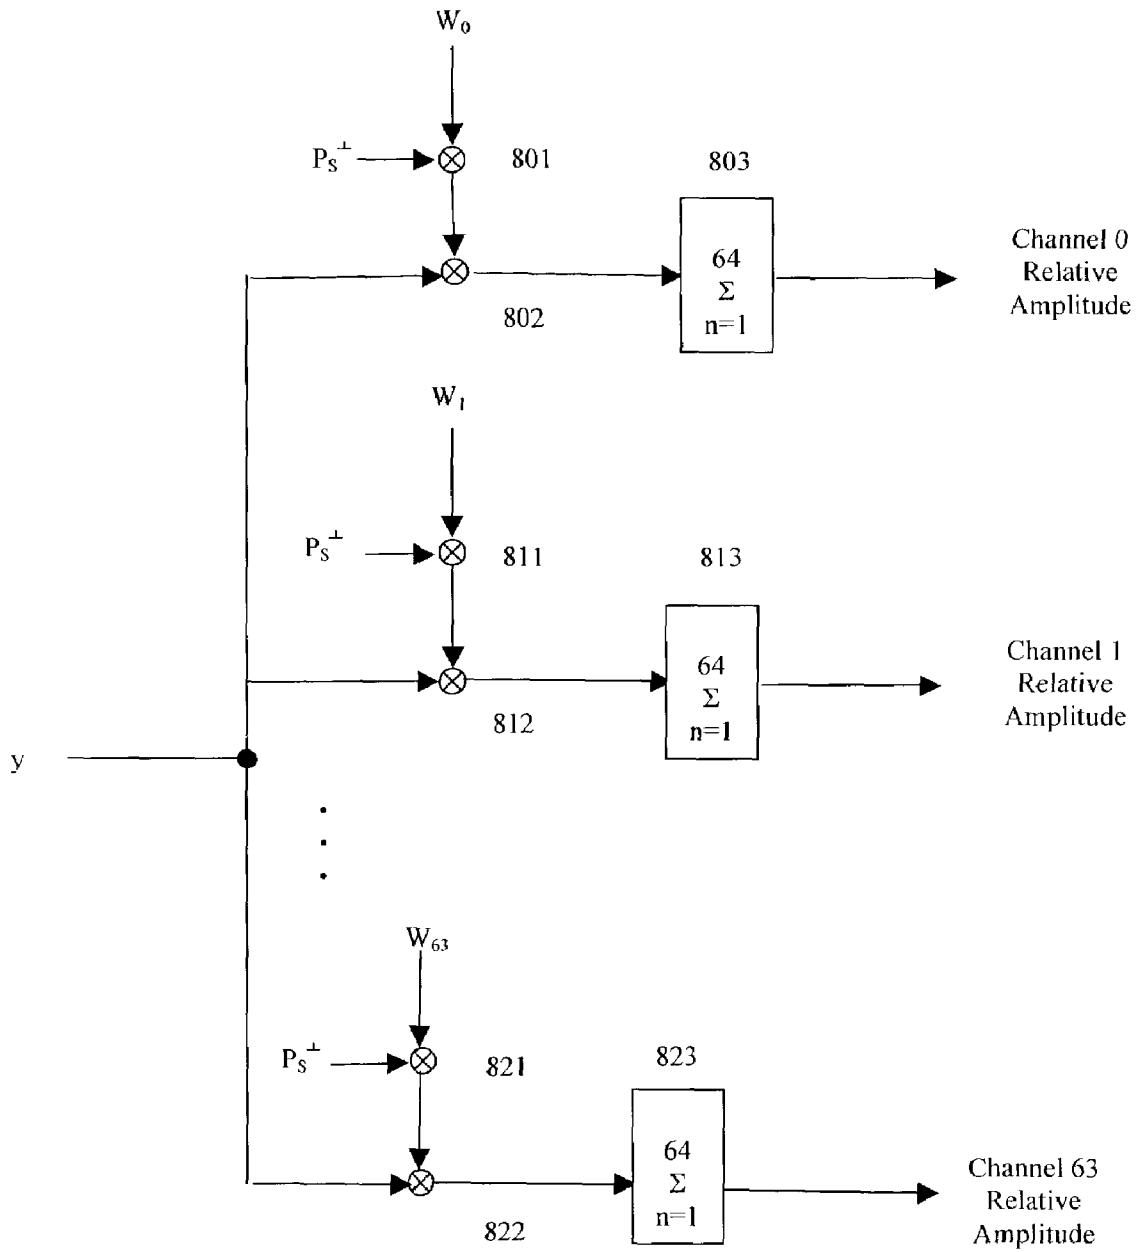 W₀
Pₛ⊥
801
803
64
Σ
n=1
Channel 0
Relative
Amplitude
802
W₁
Pₛ⊥
811
813
64
Σ
n=1
Channel 1
Relative
Amplitude
812
y
W₆₃
Pₛ⊥
821
823
64
Σ
n=1
Channel 63
Relative
Amplitude
822